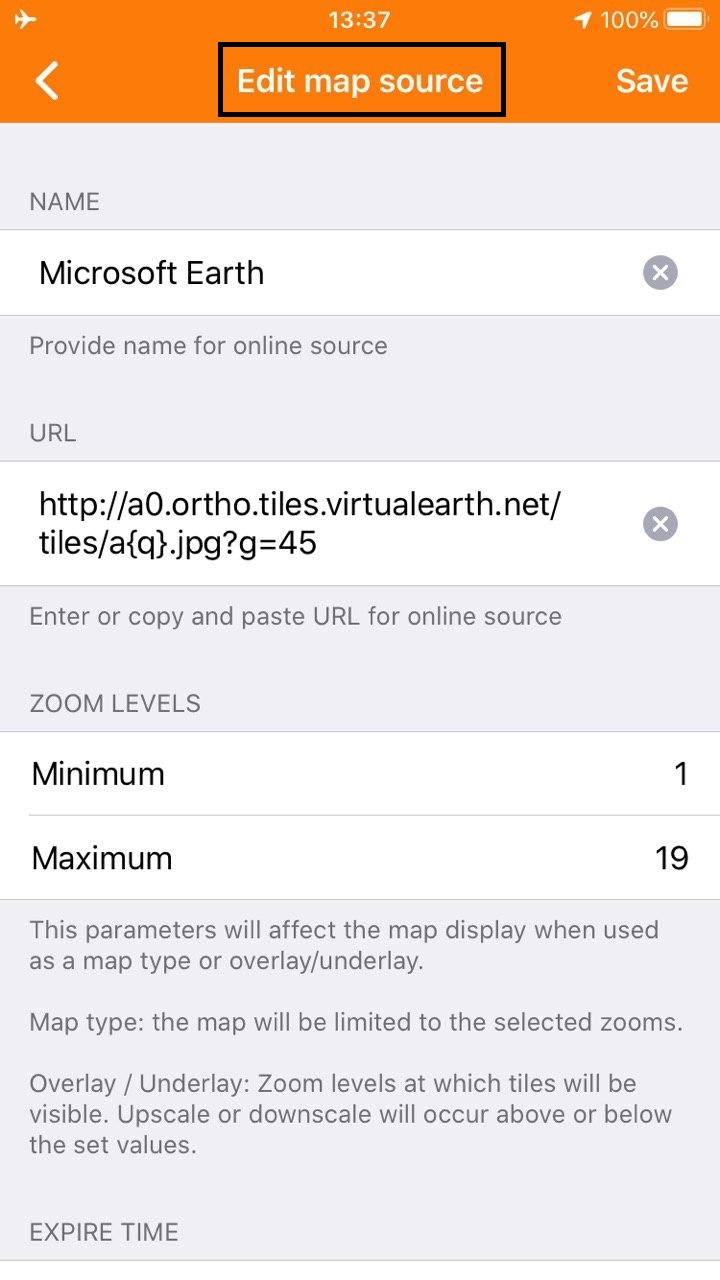 13:37
100%
Edit map source
Save
NAME
Microsoft Earth
Provide name for online source
URL
http://a0.ortho.tiles.virtualearth.net/
tiles/a{q}.jpg?g=45
Enter or copy and paste URL for online source
ZOOM LEVELS
Minimum 1
Maximum 19
This parameters will affect the map display when used
as a map type or overlay/underlay.
Map type: the map will be limited to the selected zooms.
Overlay / Underlay: Zoom levels at which tiles will be
visible. Upscale or downscale will occur above or below
the set values.
EXPIRE TIME